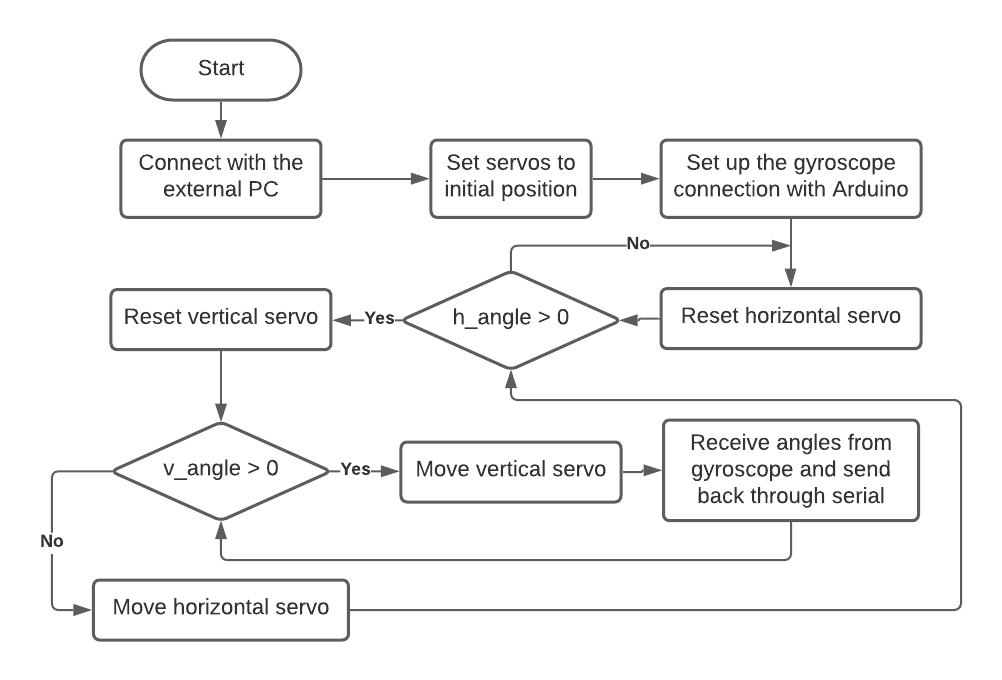 Start
Connect with the
external PC
Set servos to
initial position
Set up the gyroscope
connection with Arduino
No
Reset vertical servo
Yes
h_angle > 0
Reset horizontal servo
v_angle > 0
Yes
Move vertical servo
Receive angles from
gyroscope and send
back through serial
No
Move horizontal servo